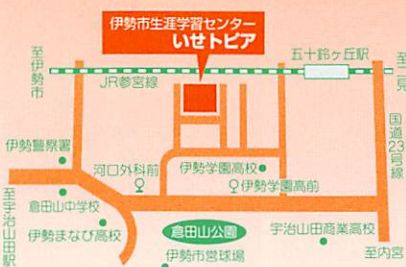 伊勢市生涯学習センター
いせトピア
至伊勢市
JR参宮線
五十鈴ヶ丘駅
至二見
国道23号線
伊勢警察署
河口外科前
伊勢学園高校
伊勢学園高前
至宇治山田駅
倉田山中学校
伊勢まなび高校
倉田山公園
宇治山田商業高校
至内宮
伊勢市営球場